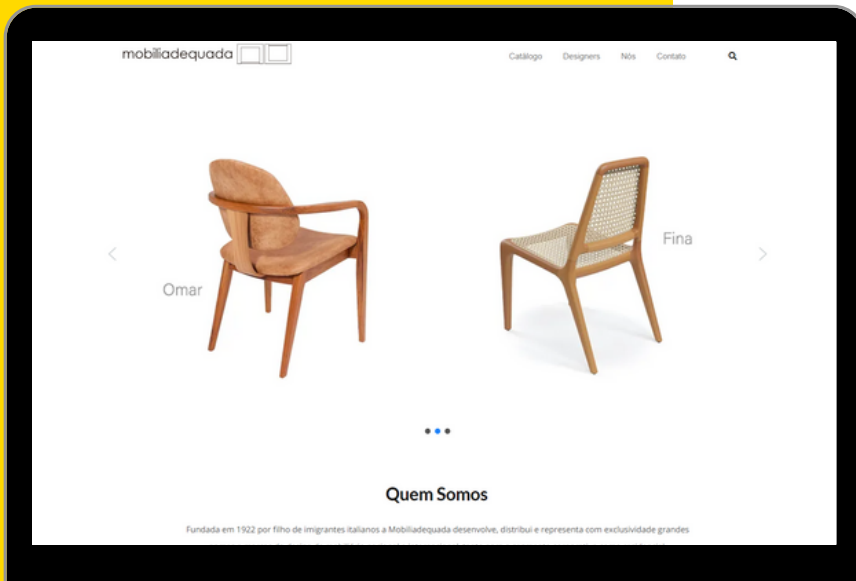 mobiliadequada
Catálogo Designers Nós Contato
Fina
Omar
Quem Somos
Fundada em 1922 por filho de imigrantes italianos a Mobiliadequada desenvolve, distribui e representa com exclusividade grandes